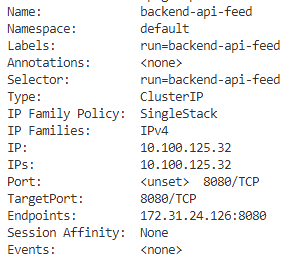 Name: backend-api-feed
Namespace: default
Labels: run=backend-api-feed
Annotations: <none>
Selector: run=backend-api-feed
Type: ClusterIP
IP Family Policy: SingleStack
IP Families: IPv4
IP: 10.100.125.32
IPs: 10.100.125.32
Port: <unset> 8080/TCP
TargetPort: 8080/TCP
Endpoints: 172.31.24.126:8080
Session Affinity: None
Events: <none>